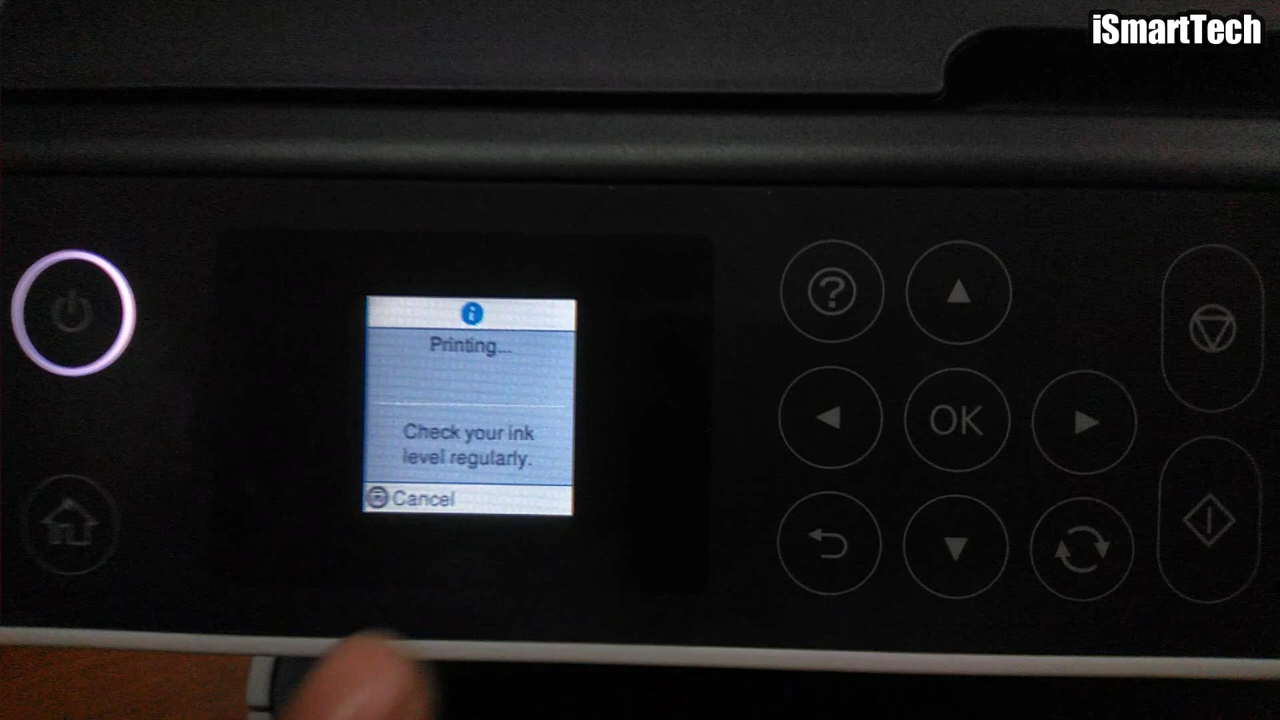 iSmartTech
Printing...
Check your ink
level regularly.
Cancel
?
OK